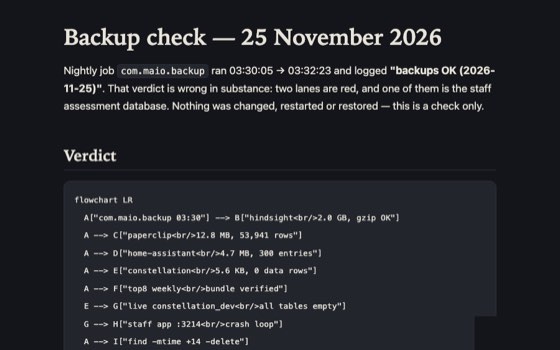 Backup check — 25 November 2026
Nightly job com.maio.backup ran 03:30:05 → 03:32:23 and logged "backups OK (2026-
11-25)". That verdict is wrong in substance: two lanes are red, and one of them is the staff
assessment database. Nothing was changed, restarted or restored — this is a check only.
Verdict
flowchart LR
A["com.maio.backup 03:30"] --> B["hindsight<br/>2.0 GB, gzip OK"]
A --> C["paperclip<br/>12.8 MB, 53,941 rows"]
A --> D["home-assistant<br/>4.7 MB, 300 entries"]
A --> E["constellation<br/>5.6 KB, 0 data rows"]
A --> F["top8 weekly<br/>bundle verified"]
E --> G["live constellation_dev<br/>all tables empty"]
G --> H["staff app :3214<br/>crash loop"]
A --> I["find -mtime +14 -delete"]